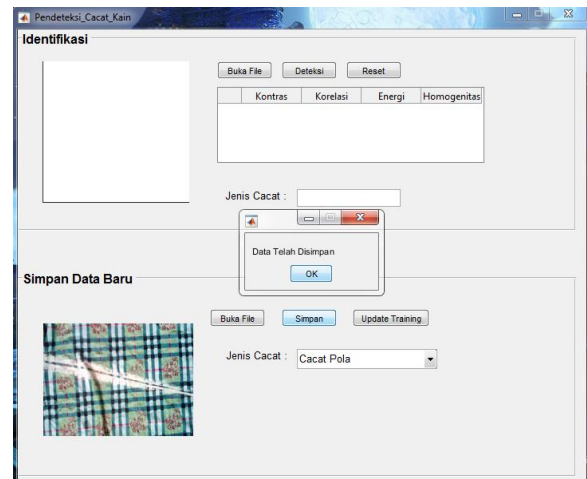 Pendeteksi_Cacat_Kain
Identifikasi
Buka File Deteksi Reset
Kontras Korelasi Energi Homogenitas
Jenis Cacat :
Data Telah Disimpan
OK
Simpan Data Baru
Buka File Simpan Update Training
Jenis Cacat : Cacat Pola